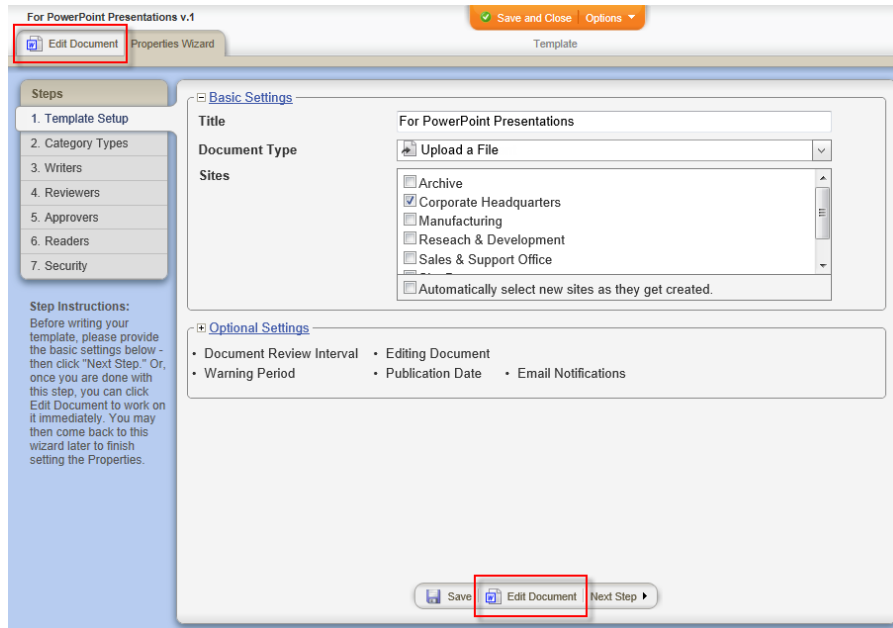 For PowerPoint Presentations v.1
Save and Close Options
Edit Document Properties Wizard
Template
Steps
1. Template Setup
2. Category Types
3. Writers
4. Reviewers
5. Approvers
6. Readers
7. Security
Step Instructions:
Before writing your
template, please provide
the basic settings below -
then click "Next Step." Or,
once you are done with
this step, you can click
Edit Document to work on
it immediately. You may
then come back to this
wizard later to finish
setting the Properties.
Basic Settings
Title For PowerPoint Presentations
Document Type Upload a File
Sites
Archive
Corporate Headquarters
Manufacturing
Reseach & Development
Sales & Support Office
Automatically select new sites as they get created.
Optional Settings
• Document Review Interval • Editing Document
• Warning Period • Publication Date • Email Notifications
Save Edit Document Next Step